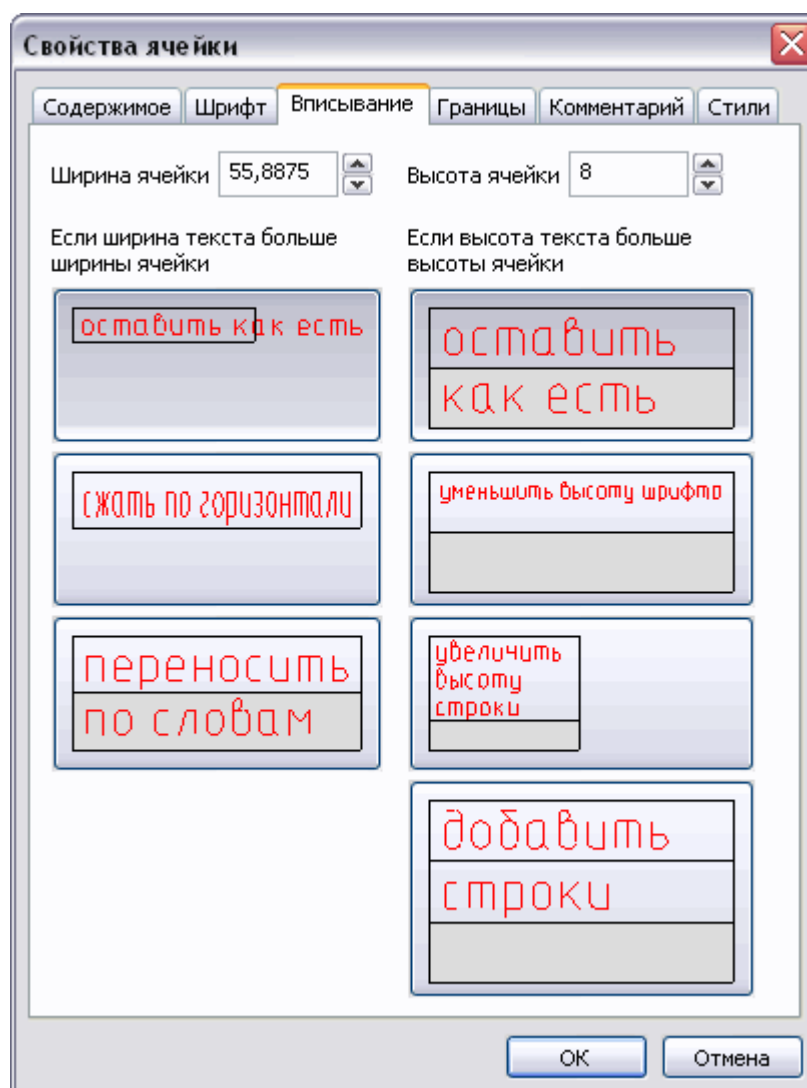 Свойства ячейки
Содержимое Шрифт Вписывание Границы Комментарий Стили
Ширина ячейки 55,8875 Высота ячейки 8
Если ширина текста больше
ширины ячейки
Если высота текста больше
высоты ячейки
оставить как есть
оставить
как есть
сжать по горизонтали
уменьшить высоту шрифта
переносить
по словам
увеличить
высоту
строки
добавить
строки
ОК Отмена